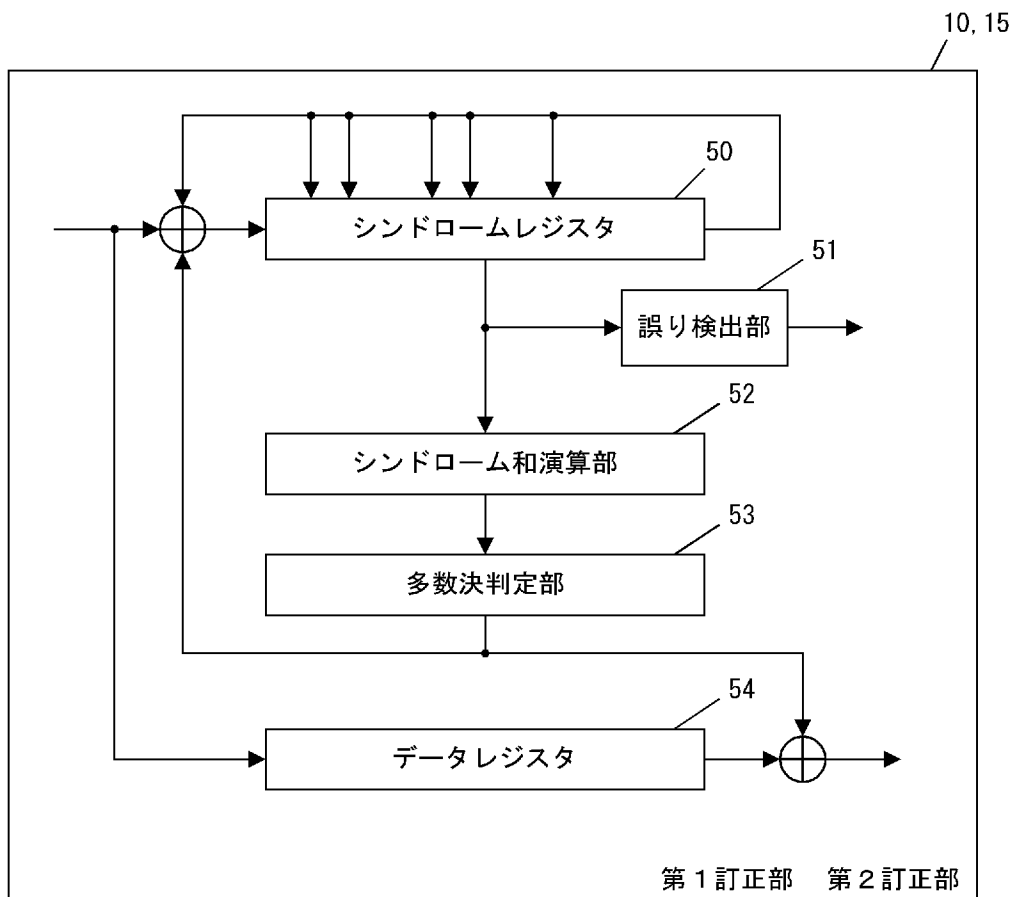 10, 15
50
シンドロームレジスタ
51
誤り検出部
52
シンドローム和演算部
53
多数決判定部
54
データレジスタ
第1訂正部 第2訂正部